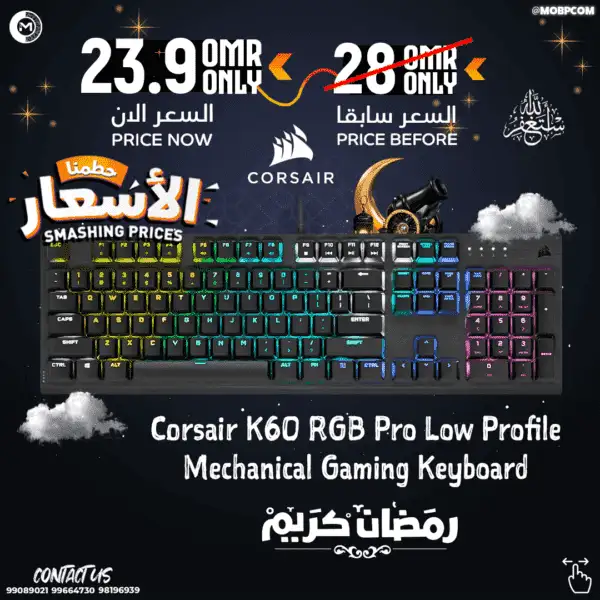 M
@MOBPCOM
23.9 OMR ONLY
28 OMR ONLY
السعر الان
PRICE NOW
السعر سابقا
PRICE BEFORE
CORSAIR
حطمنا
الأسعار
SMASHING PRICES
Corsair K60 RGB Pro Low Profile
Mechanical Gaming Keyboard
رمضان كريم
CONTACT US
99089021 99664730 98196939